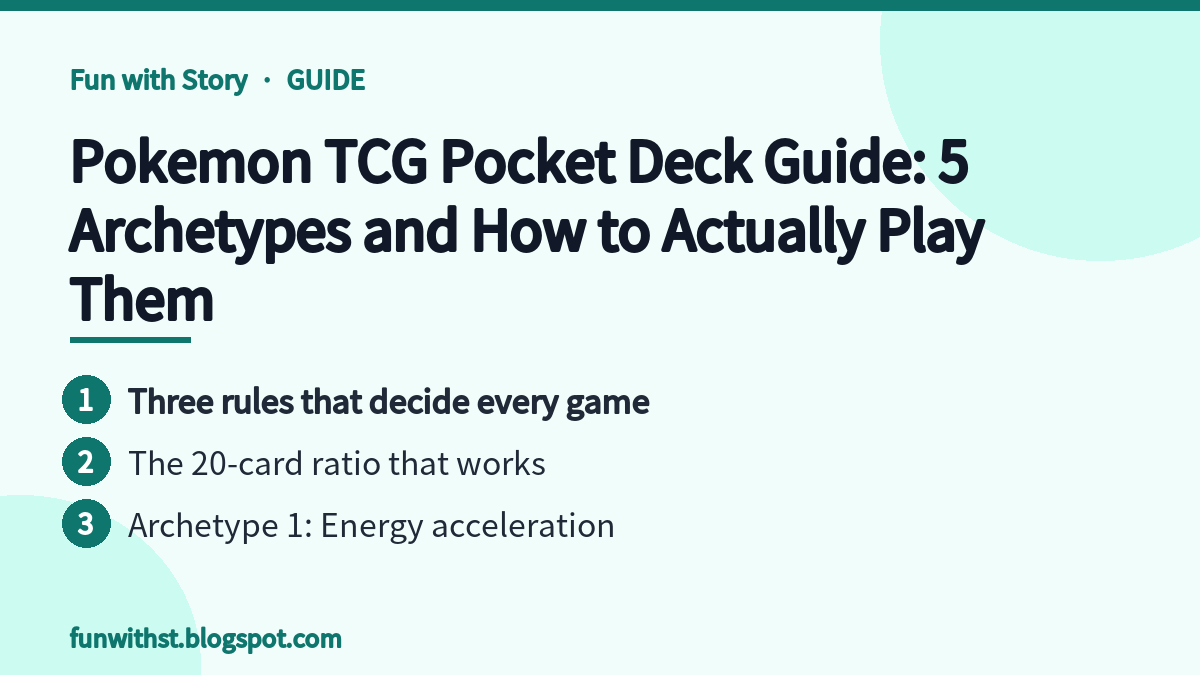 Fun with Story · GUIDE
Pokemon TCG Pocket Deck Guide: 5
Archetypes and How to Actually Play
Them
1 Three rules that decide every game
2 The 20-card ratio that works
3 Archetype 1: Energy acceleration
funwithst.blogspot.com